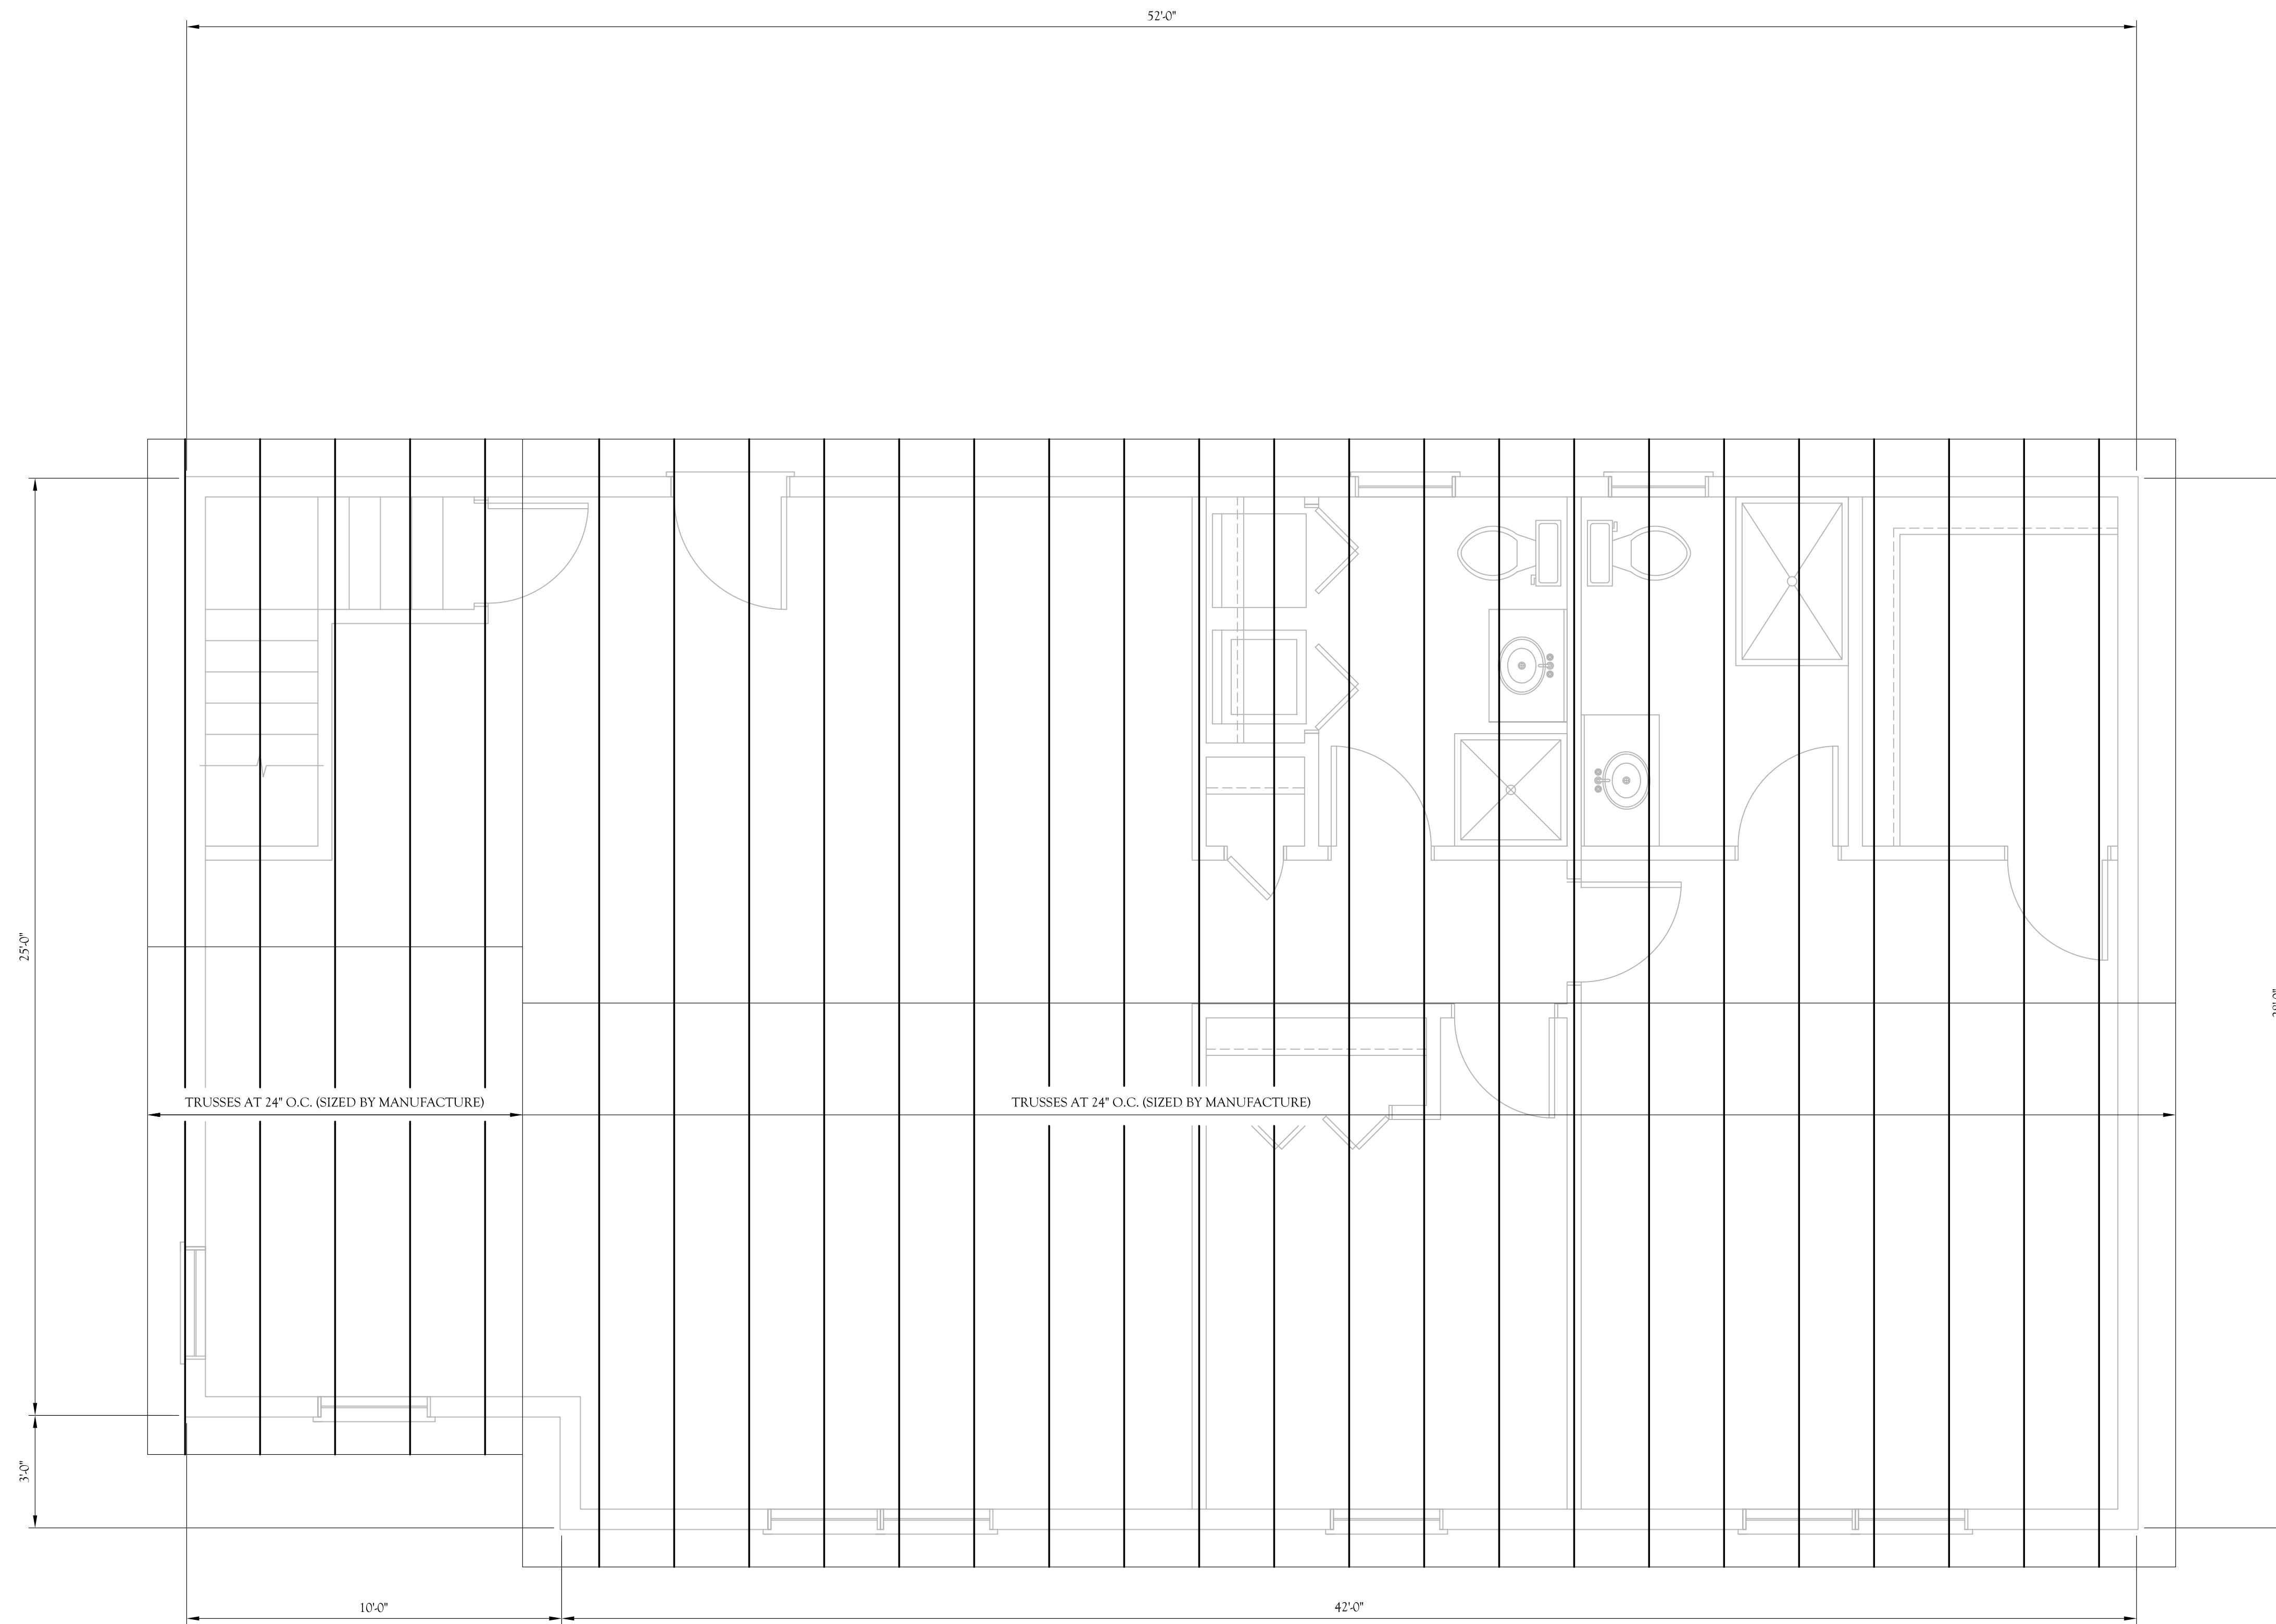 52'-0"
25'-0"
TRUSSES AT 24" O.C. (SIZED BY MANUFACTURE)
TRUSSES AT 24" O.C. (SIZED BY MANUFACTURE)
3'-0"
10'-0"
42'-0"